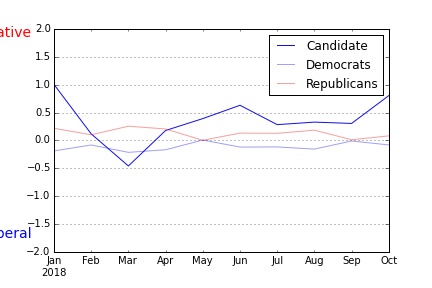 ative
beral
2.0
1.5
1.0
0.5
0.0
−0.5
−1.0
−1.5
−2.0
Jan Feb Mar Apr May Jun Jul Aug Sep Oct
2018
Candidate
Democrats
Republicans